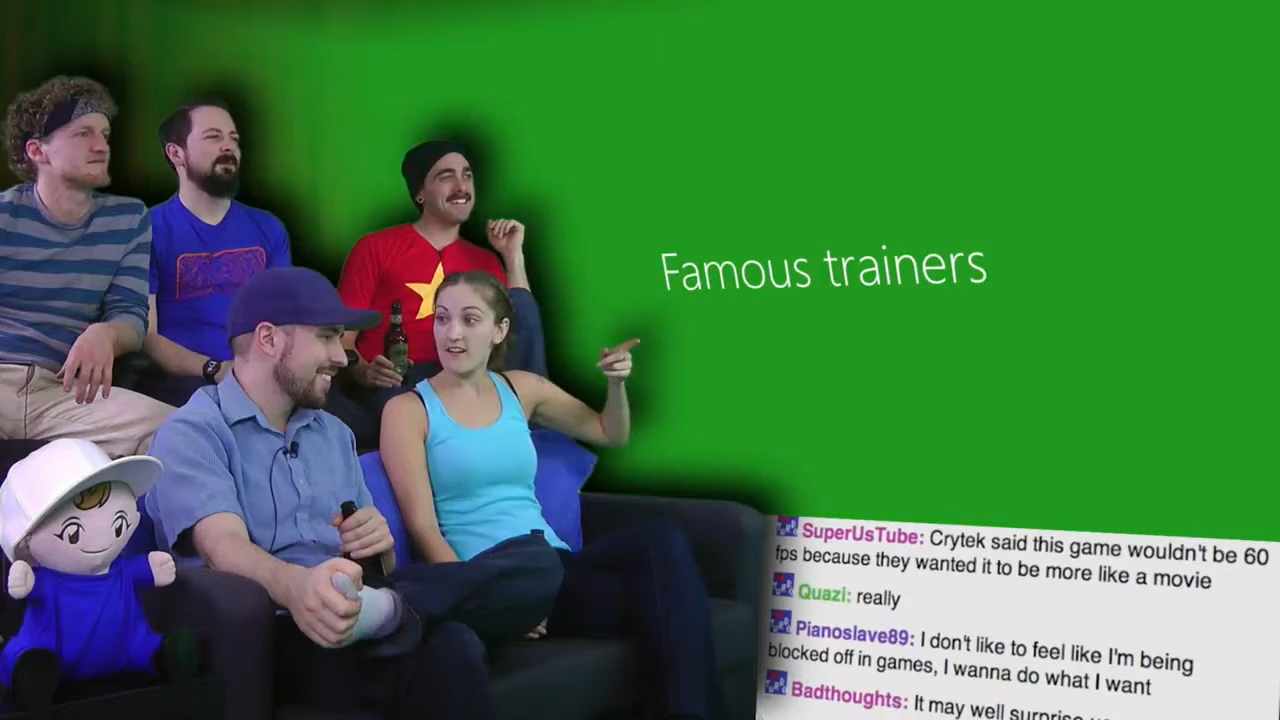 Famous trainers
SuperUsTube: Crytek said this game wouldn't be 60
fps because they wanted it to be more like a movie
Quazi: really
Pianoslave89: I don't like to feel like I'm being
blocked off in games, I wanna do what I want
Badthoughts: It may well surprise